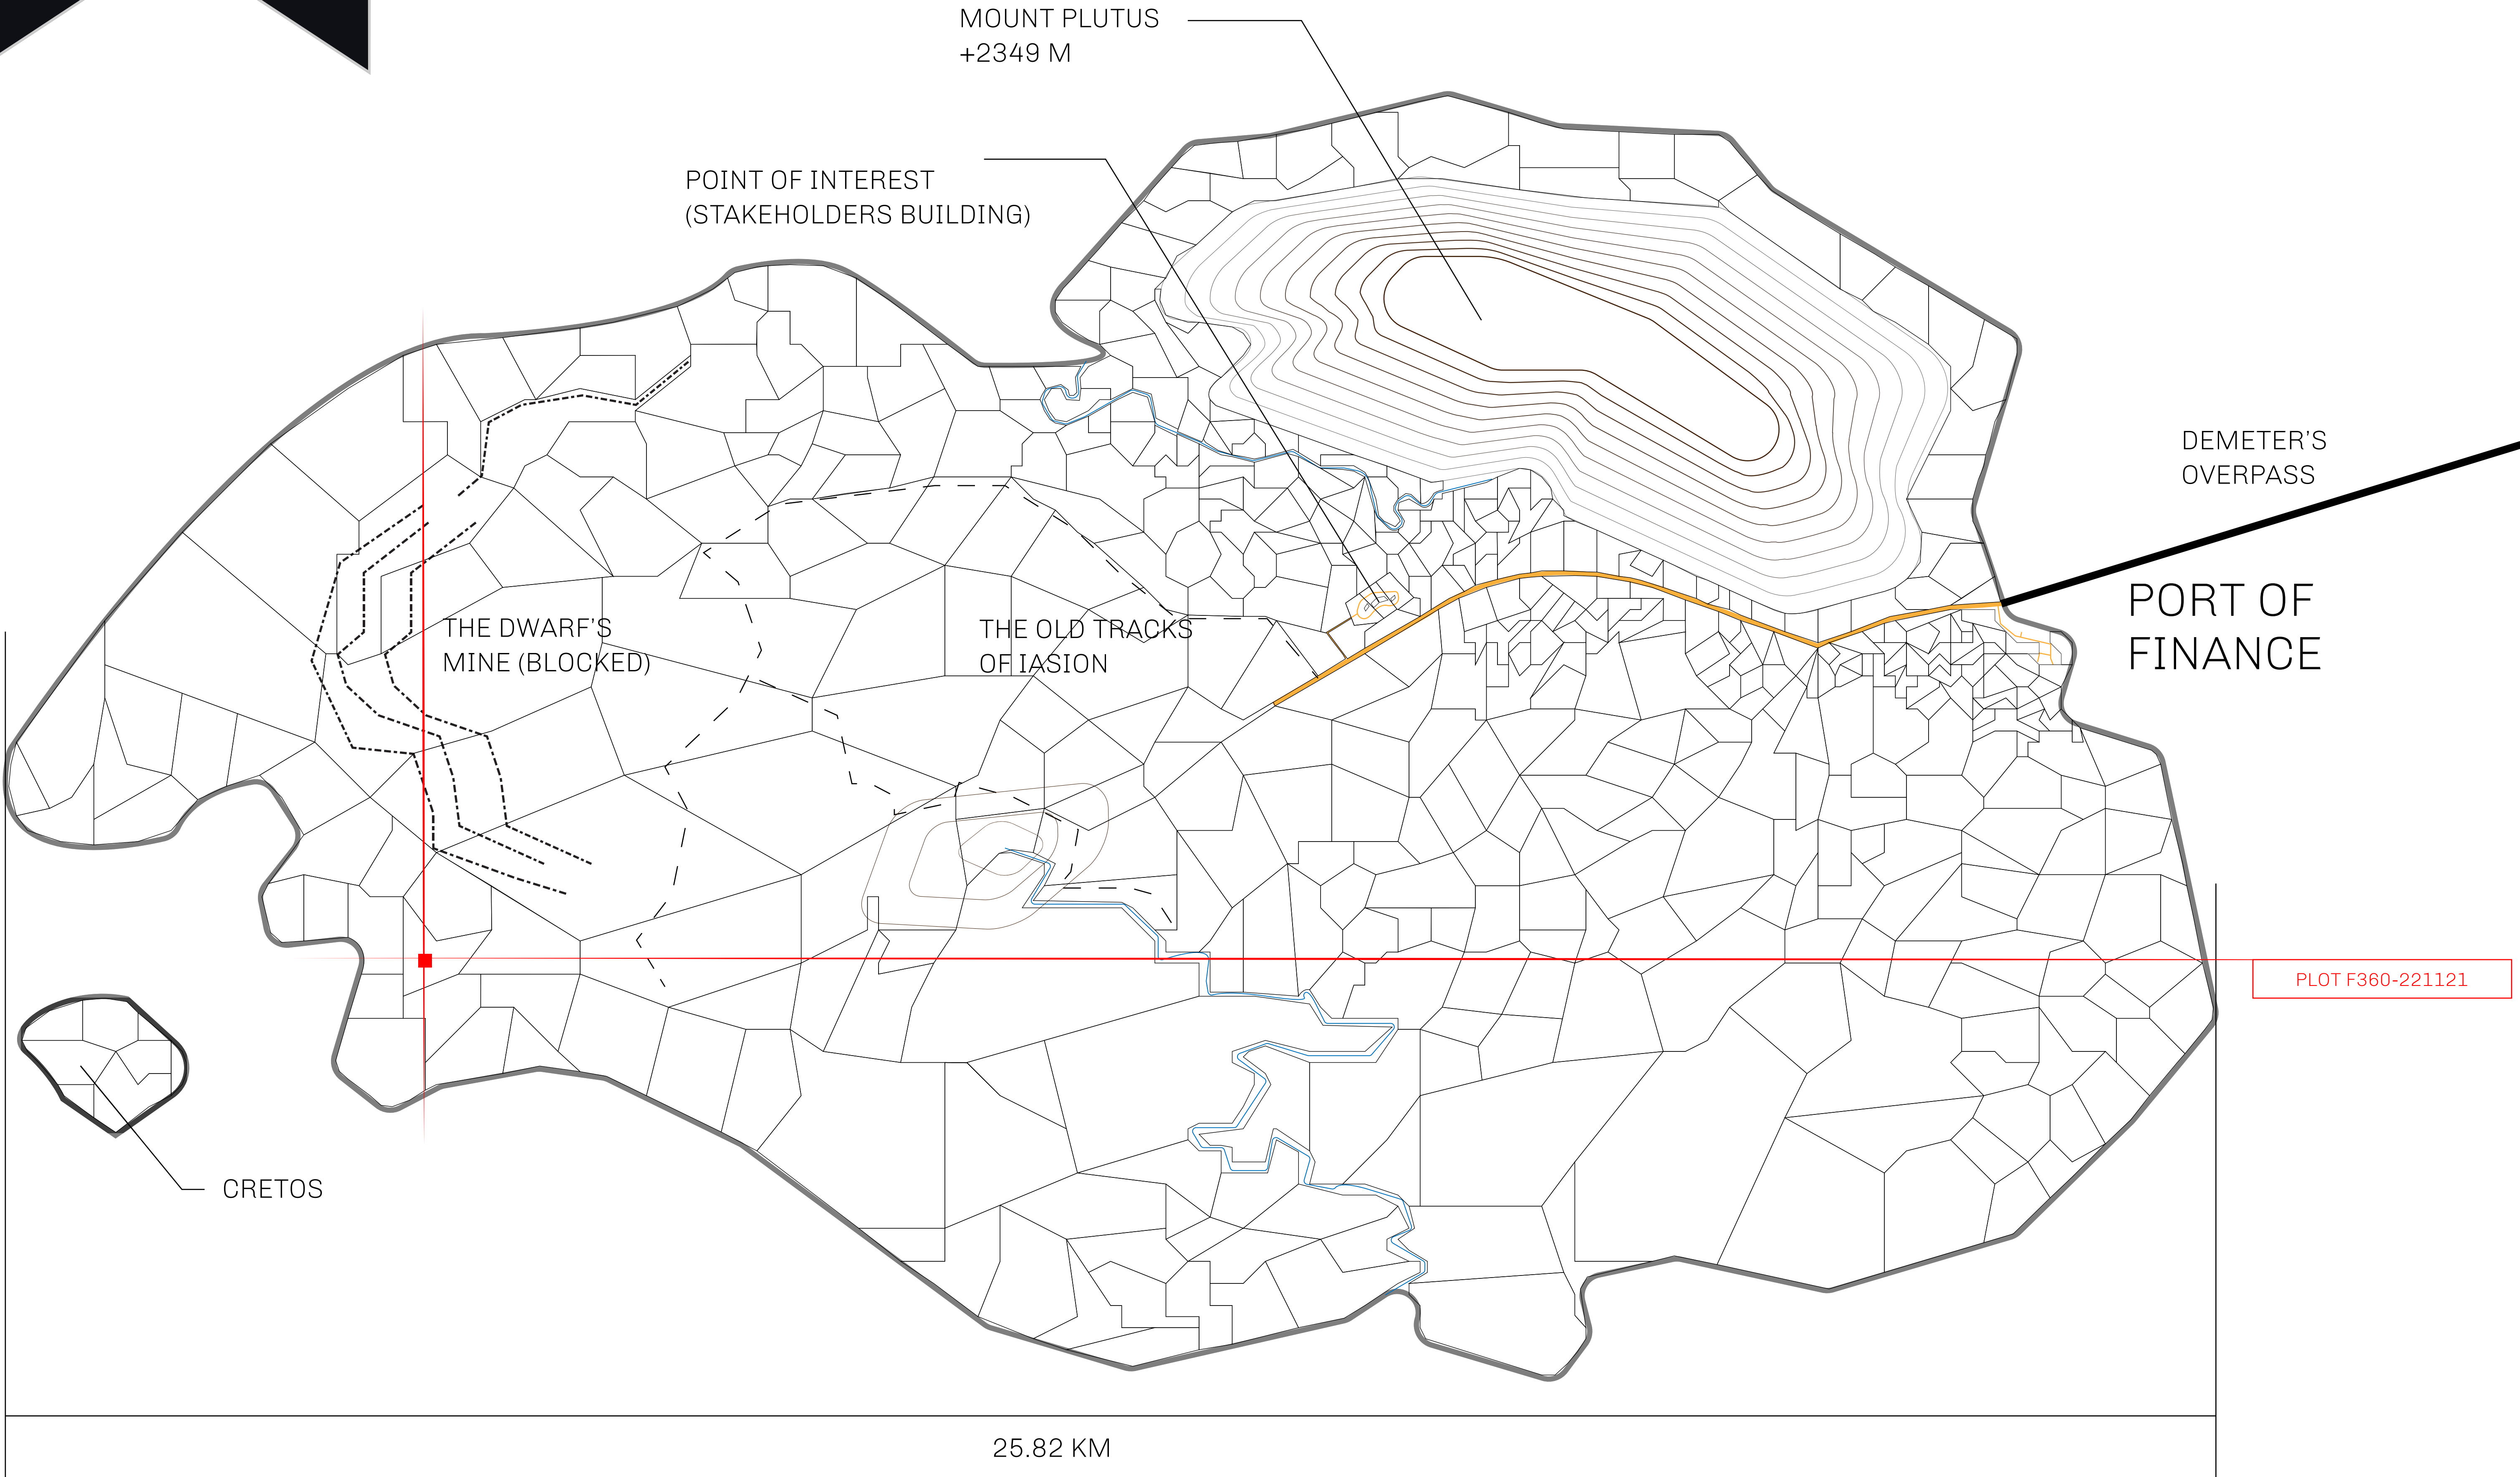 MOUNT PLUTUS
+2349 M
POINT OF INTEREST
(STAKEHOLDERS BUILDING)
DEMETER'S
OVERPASS
PORT OF
FINANCE
THE DWARF'S
MINE (BLOCKED)
THE OLD TRACKS
OF IASION
PLOT F360-221121
CRETOS
25.82 KM